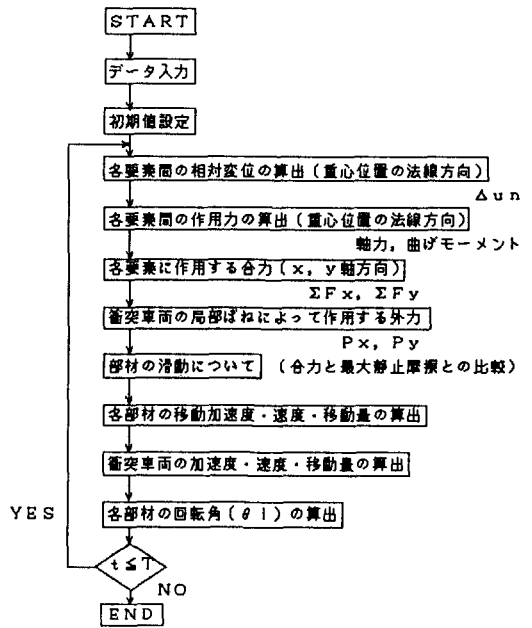 START
データ入力
初期値設定
各要素間の相対変位の算出(重心位置の法線方向)
Δun
各要素間の作用力の算出(重心位置の法線方向)
軸力,曲げモーメント
各要素に作用する合力(x,y軸方向)
ΣFx,ΣFy
衝突車両の局部ばねによって作用する外力
Px,Py
部材の滑動について (合力と最大静止摩擦との比較)
各部材の移動加速度・速度・移動量の算出
衝突車両の加速度・速度・移動量の算出
各部材の回転角(θi)の算出
YES
t≦T
NO
END